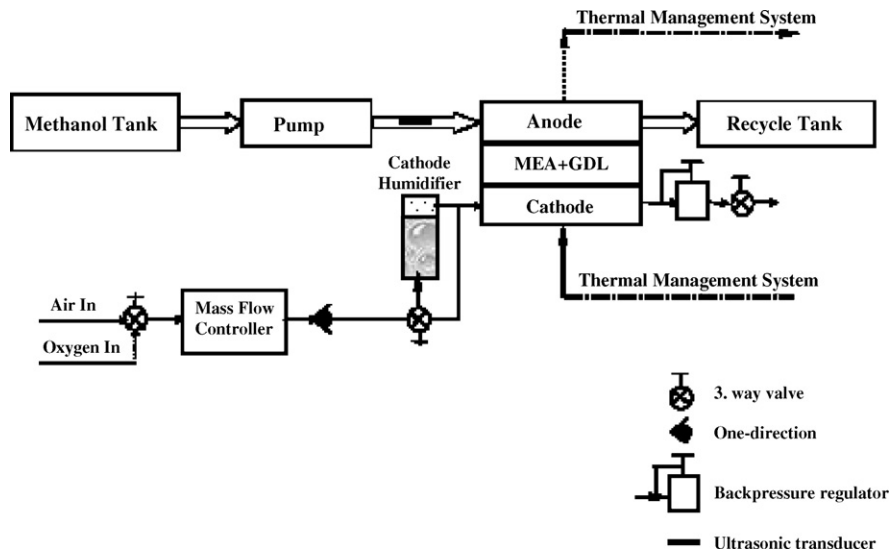 Thermal Management System
Methanol Tank
Pump
Anode
Recycle Tank
Cathode
Humidifier
MEA+GDL
Cathode
Thermal Management System
Air In
Mass Flow
Controller
Oxygen In
3. way valve
One-direction
Backpressure regulator
Ultrasonic transducer